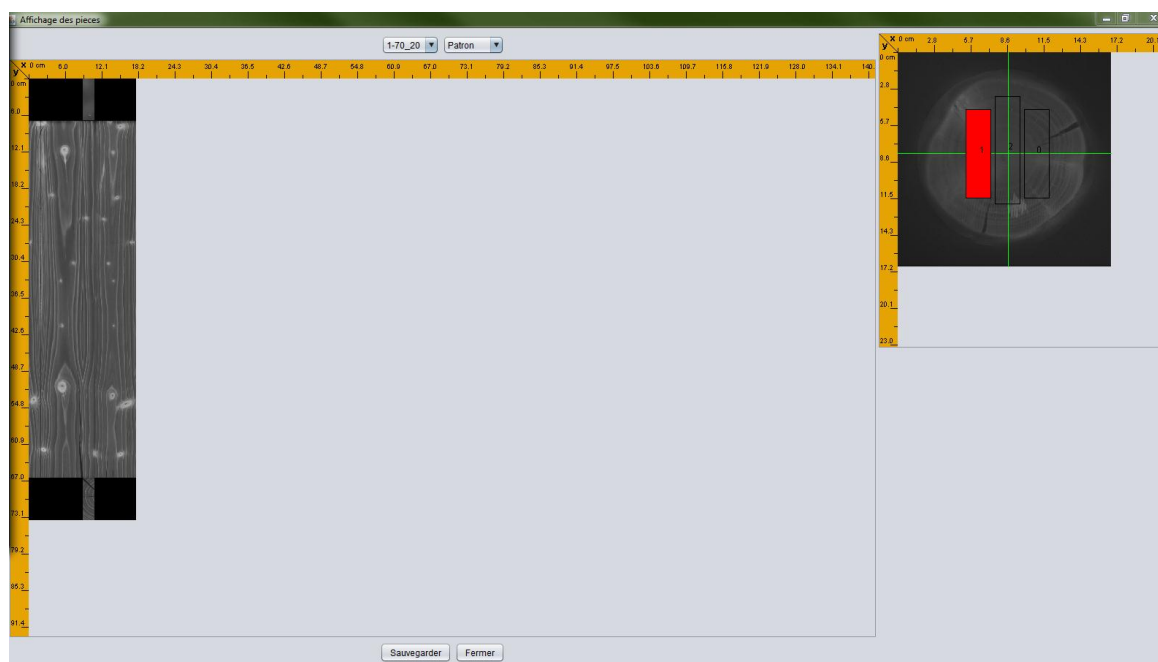 Affichage des pieces
1-70_20 Patron
X 0 cm 6.0 12.1 18.2 24.3 30.4 36.5 42.6 48.7 54.8 60.9 67.0 73.1 79.2 85.3 91.4 97.5 103.6 109.7 115.8 121.9 128.0 134.1 140.
y
0 cm
6.0
12.1
18.2
24.3
30.4
36.5
42.6
48.7
54.8
60.9
67.0
73.1
79.2
85.3
91.4
X 0 cm 2.8 5.7 8.6 11.5 14.3 17.2 20.1
y
0 cm
2.8
5.7
8.6
11.5
14.3
17.2
20.1
23.0
1 2 0
Sauvegarder Fermer